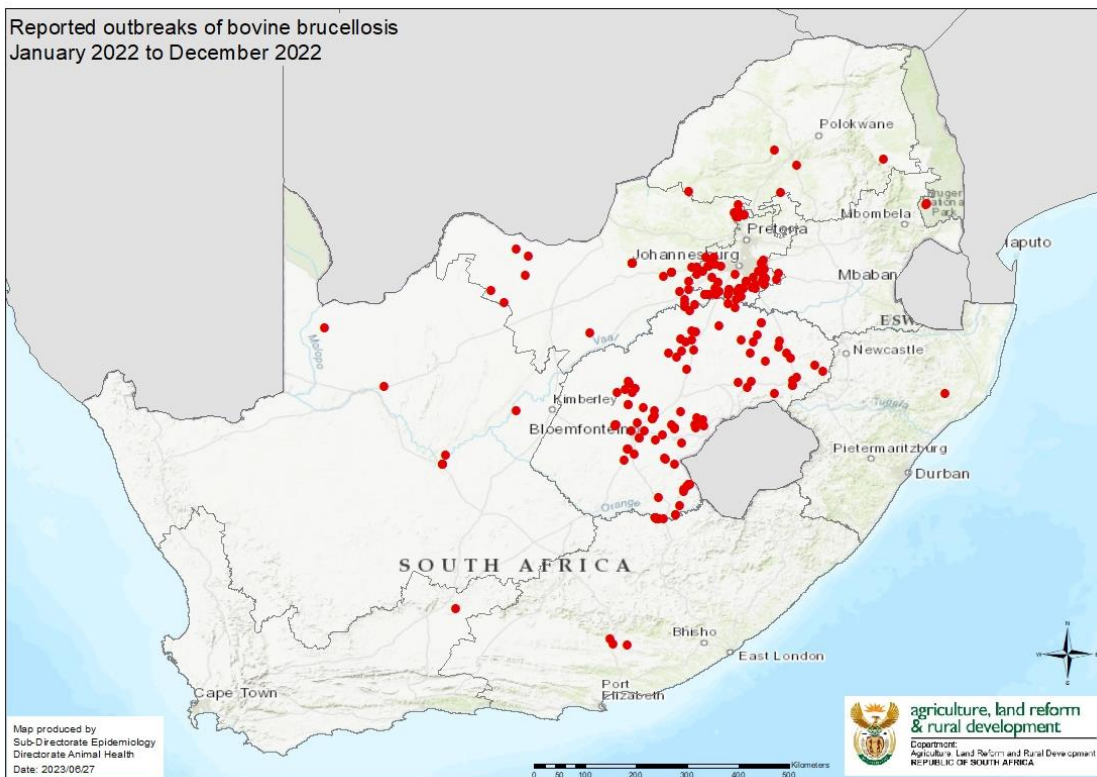 Reported outbreaks of bovine brucellosis
January 2022 to December 2022
Polokwane
Kruger
National
Park
Mbombela
Pretoria
Johannesburg
Maputo
Mbaban
ESW
Molopo
Vaal
Newcastle
Kimberley
Tugela
Bloemfontein
Pietermaritzburg
Durban
Orange
SOUTH AFRICA
Bhisho
East London
Port
Elizabeth
Cape Town
N
W E
S
Map produced by
Sub-Directorate Epidemiology
Directorate Animal Health
Date: 2023/06/27
Kilometers
0 50 100 200 300 400 500
agriculture, land reform
& rural development
Department:
Agriculture, Land Reform and Rural Development
REPUBLIC OF SOUTH AFRICA